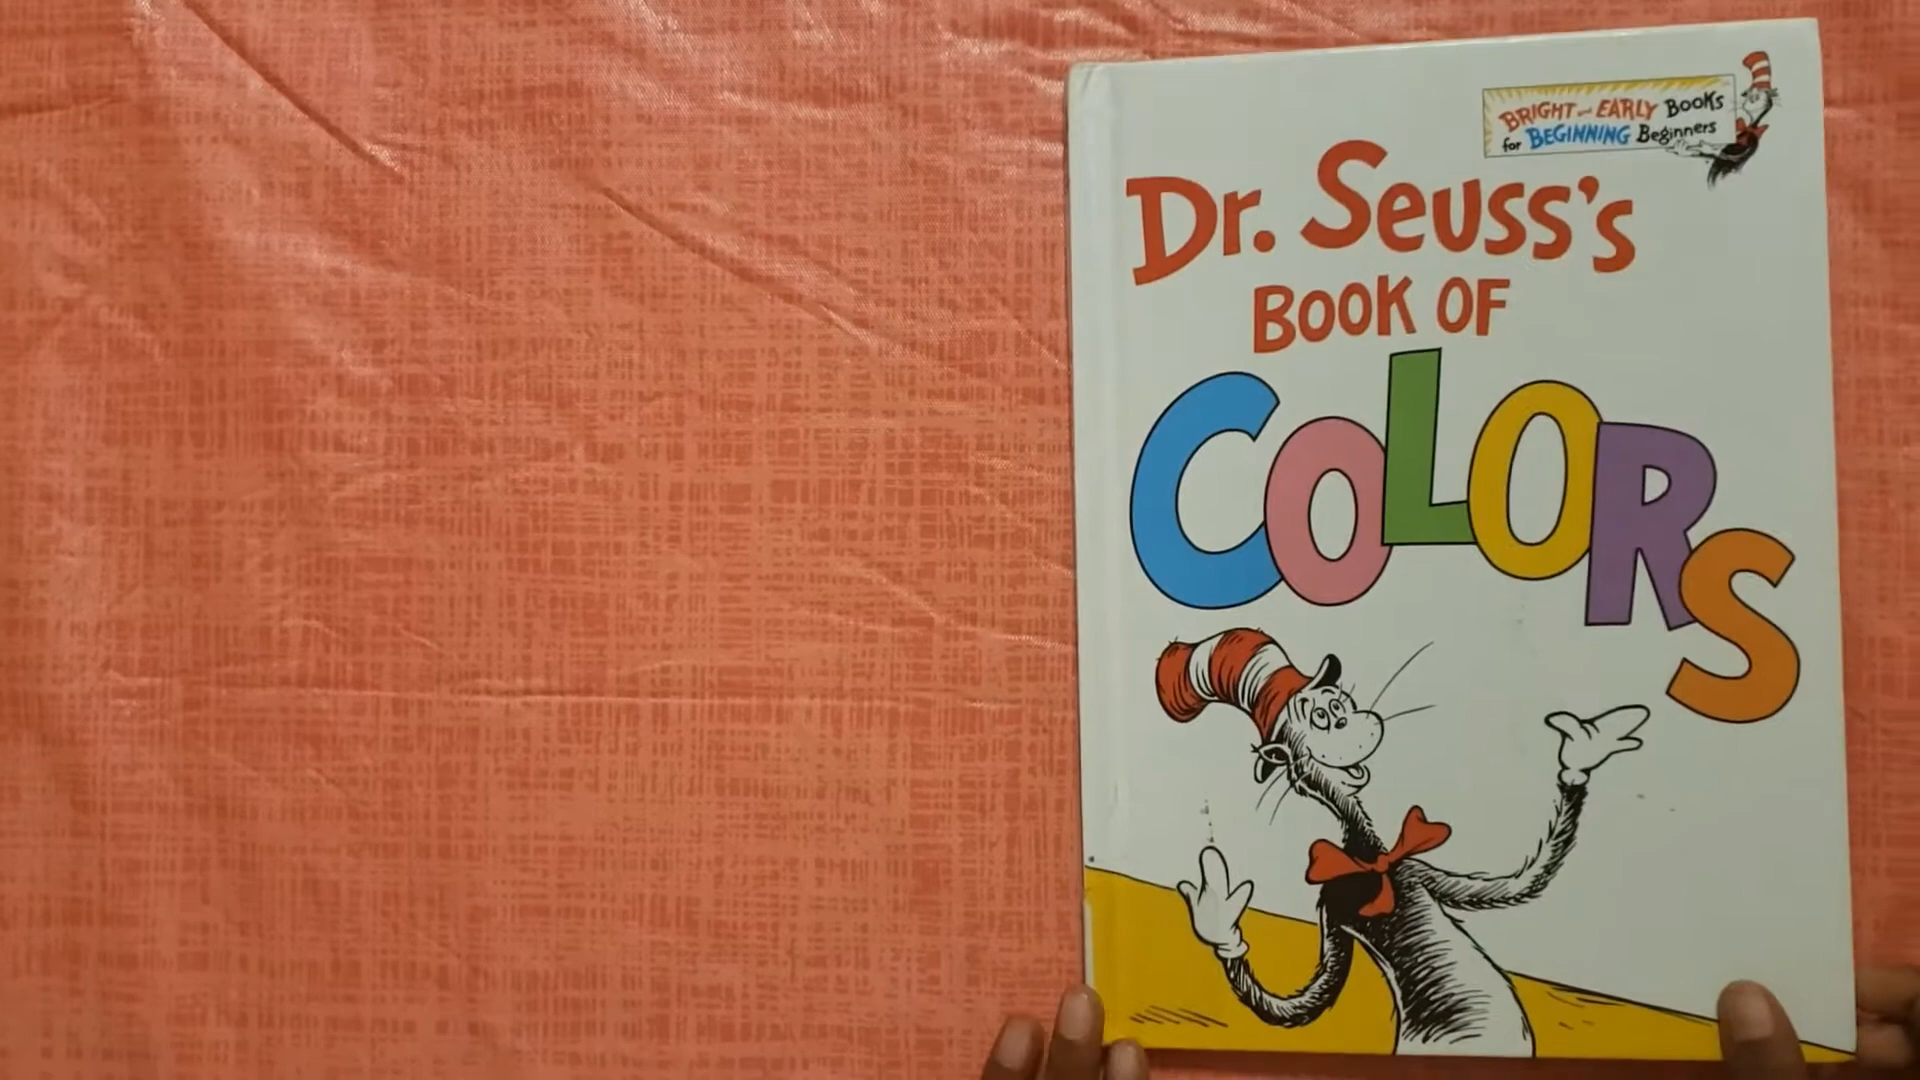 BRIGHT and EARLY BOOKS
for BEGINNING Beginners
Dr. Seuss's
BOOK OF
COLORS